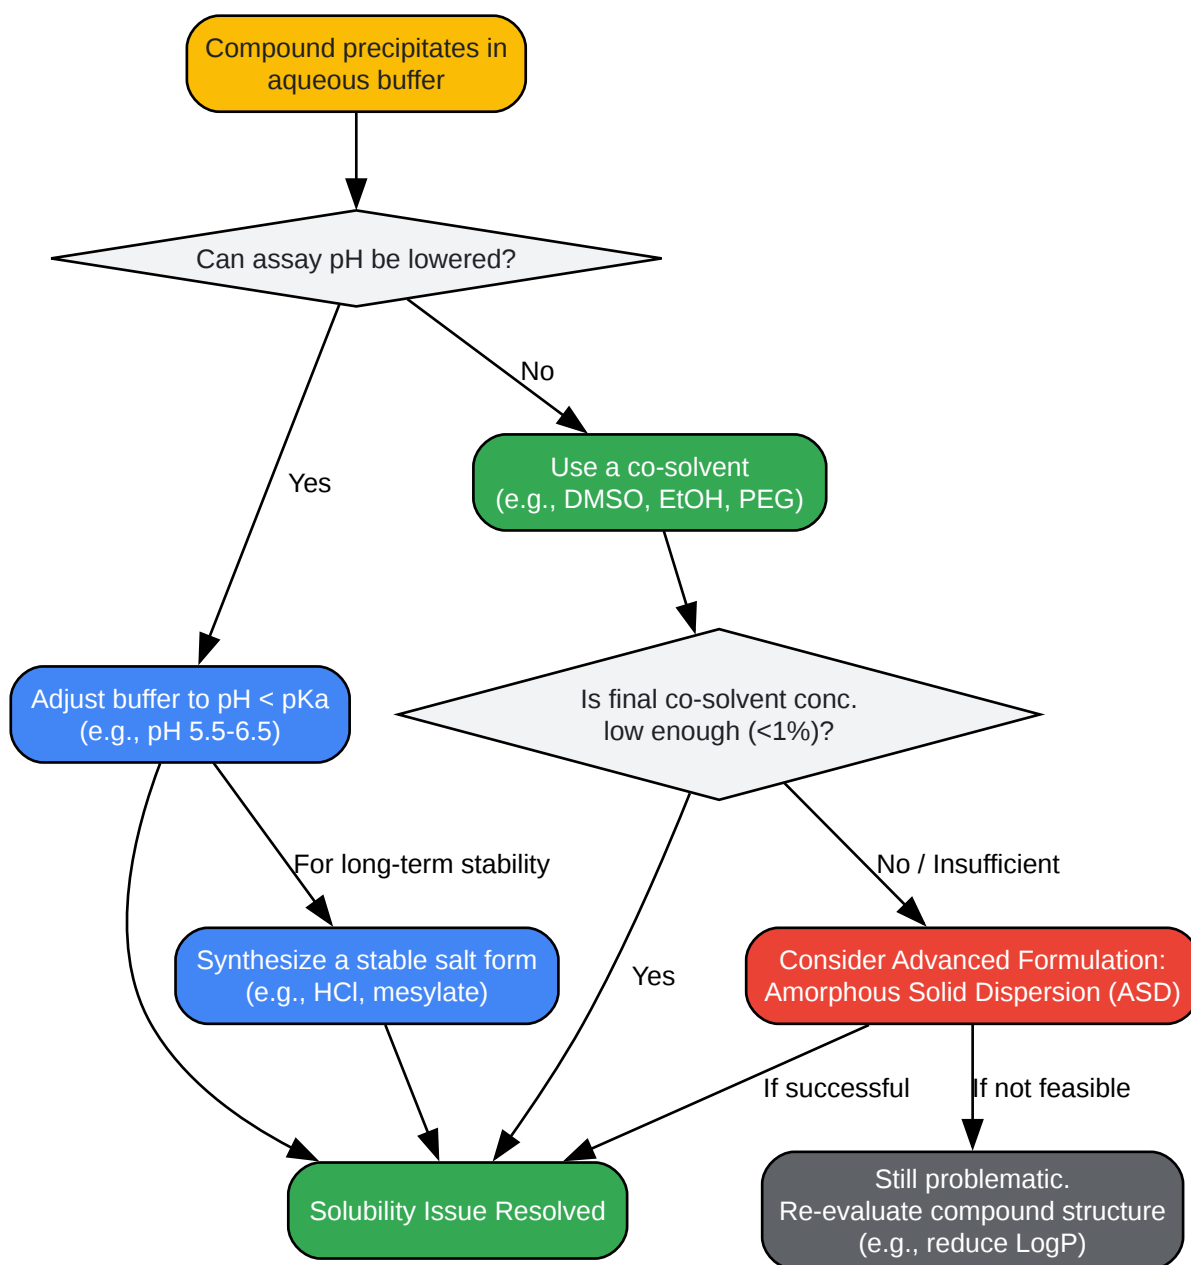 Compound precipitates in
aqueous buffer
Can assay pH be lowered?
No
Use a co-solvent
(e.g., DMSO, EtOH, PEG)
Yes
Adjust buffer to pH < pKa
(e.g., pH 5.5-6.5)
Is final co-solvent conc.
low enough (<1%)?
For long-term stability
No / Insufficient
Synthesize a stable salt form
(e.g., HCl, mesylate)
Yes
Consider Advanced Formulation:
Amorphous Solid Dispersion (ASD)
If successful
If not feasible
Solubility Issue Resolved
Still problematic.
Re-evaluate compound structure
(e.g., reduce LogP)